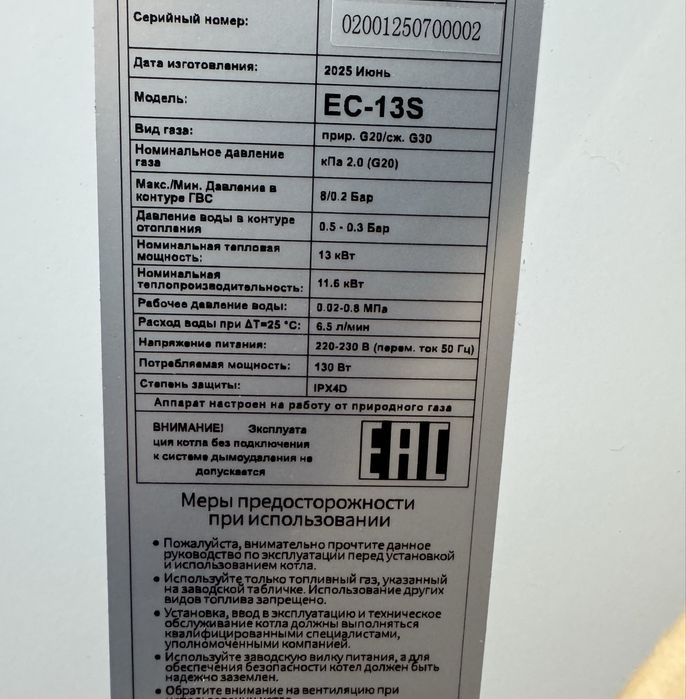 Серийный номер: 02001250700002
Дата изготовления: 2025 Июнь
Модель: EC-13S
Вид газа: прир. G20/сж. G30
Номинальное давление
газа кПа 2.0 (G20)
Макс./Мин. Давление в
контуре ГВС 8/0.2 Бар
Давление воды в контуре
отопления 0.5 - 0.3 Бар
Номинальная тепловая
мощность: 13 кВт
Номинальная
теплопроизводительность: 11.6 кВт
Рабочее давление воды: 0.02-0.8 МПа
Расход воды при ΔT=25 °C: 6.5 л/мин
Напряжение питания: 220-230 В (перем. ток 50 Гц)
Потребляемая мощность: 130 Вт
Степень защиты: IPX4D
Аппарат настроен на работу от природного газа
ВНИМАНИЕ! Эксплуата
ция котла без подключения
к системе дымоудаления не
допускается
EAC
Меры предосторожности
при использовании
• Пожалуйста, внимательно прочтите данное
руководство по эксплуатации перед установкой
и использованием котла.
• Используйте только топливный газ, указанный
на заводской табличке. Использование других
видов топлива запрещено.
• Установка, ввод в эксплуатацию и техническое
обслуживание котла должны выполняться
квалифицированными специалистами,
уполномоченными компанией.
• Используйте заводскую вилку питания, а для
обеспечения безопасности котел должен быть
надежно заземлен.
• Обратите внимание на вентиляцию при